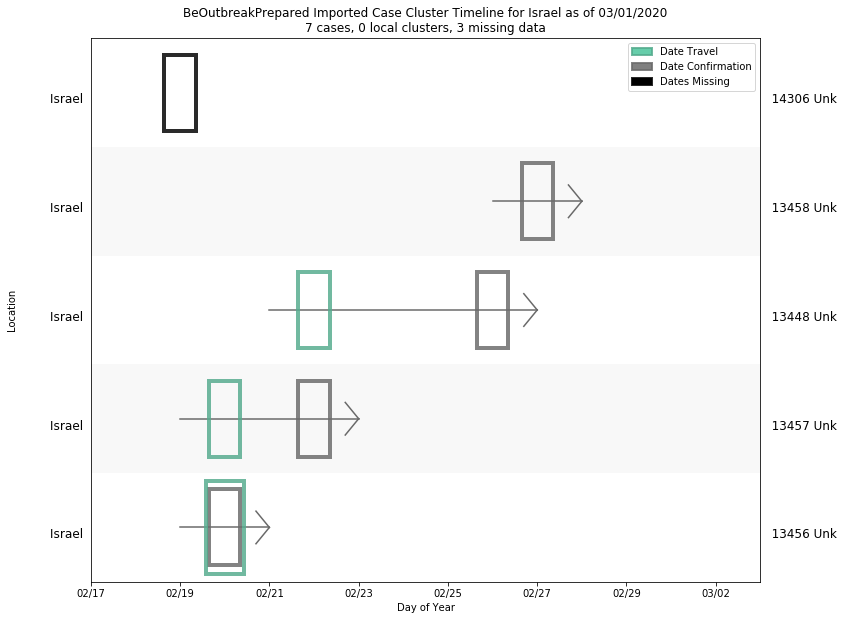 BeOutbreakPrepared Imported Case Cluster Timeline for Israel as of 03/01/2020
7 cases, 0 local clusters, 3 missing data
Date Travel
Date Confirmation
Dates Missing
Israel
14306 Unk
Israel
13458 Unk
Israel
13448 Unk
Israel
13457 Unk
Israel
13456 Unk
Location
02/17
02/19
02/21
02/23
02/25
02/27
02/29
03/02
Day of Year